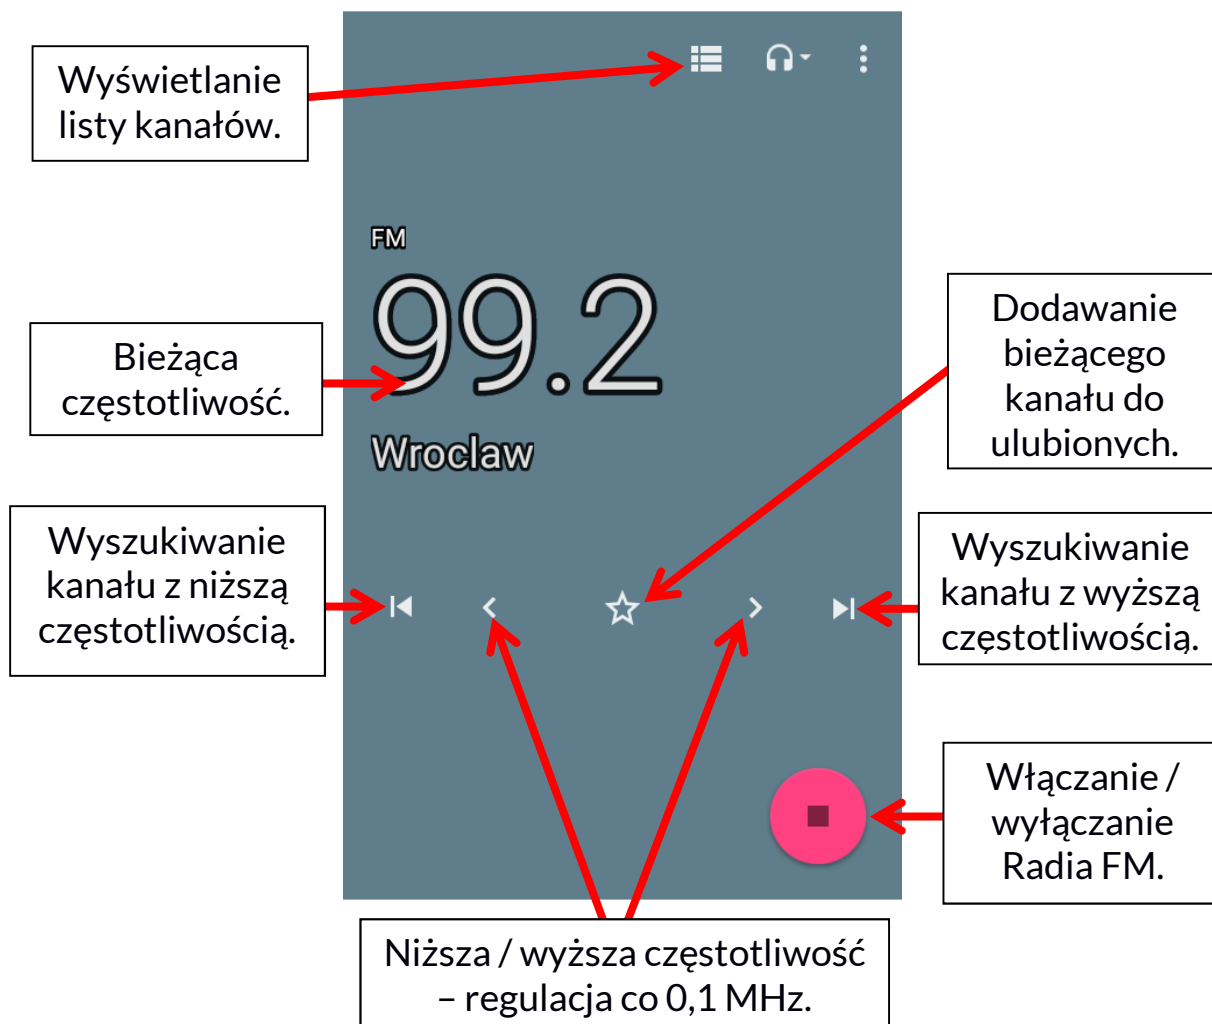 Wyświetlanie
listy kanałów.
FM
99.2
Wroclaw
Bieżąca
częstotliwość.
Dodawanie
bieżącego
kanału do
ulubionych.
Wyszukiwanie
kanału z niższą
częstotliwością.
Wyszukiwanie
kanału z wyższą
częstotliwością.
Włączanie /
wyłączanie
Radia FM.
Niższa / wyższa częstotliwość
– regulacja co 0,1 MHz.